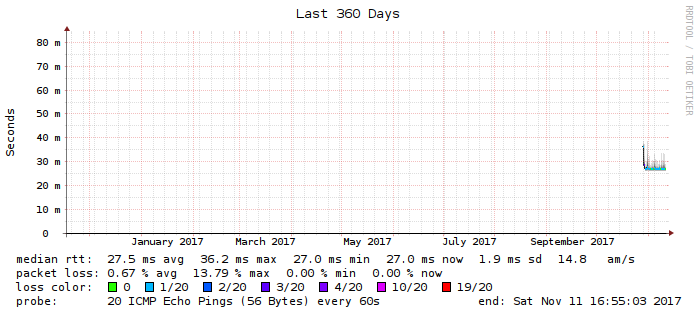 Last 360 Days
RRDTOOL / TOBI OETIKER
Seconds
80 m
70 m
60 m
50 m
40 m
30 m
20 m
10 m
0
January 2017 March 2017 May 2017 July 2017 September 2017
median rtt: 27.5 ms avg 36.2 ms max 27.0 ms min 27.0 ms now 1.9 ms sd 14.8 am/s
packet loss: 0.67 % avg 13.79 % max 0.00 % min 0.00 % now
loss color: 0 1/20 2/20 3/20 4/20 10/20 19/20
probe: 20 ICMP Echo Pings (56 Bytes) every 60s end: Sat Nov 11 16:55:03 2017